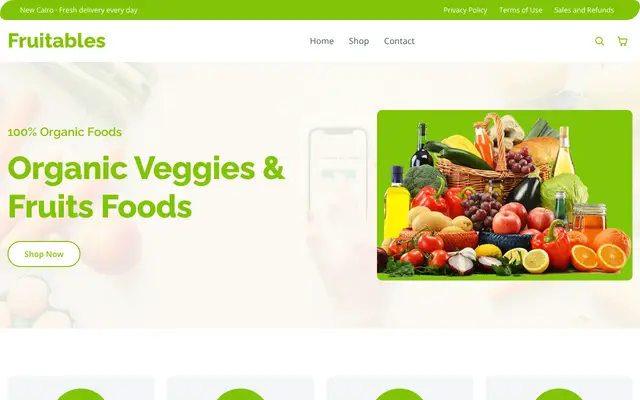 New Cairo - Fresh delivery every day
Privacy Policy
Terms of Use
Sales and Refunds
Fruitables
Home
Shop
Contact
100% Organic Foods
Organic Veggies &
Fruits Foods
Shop Now